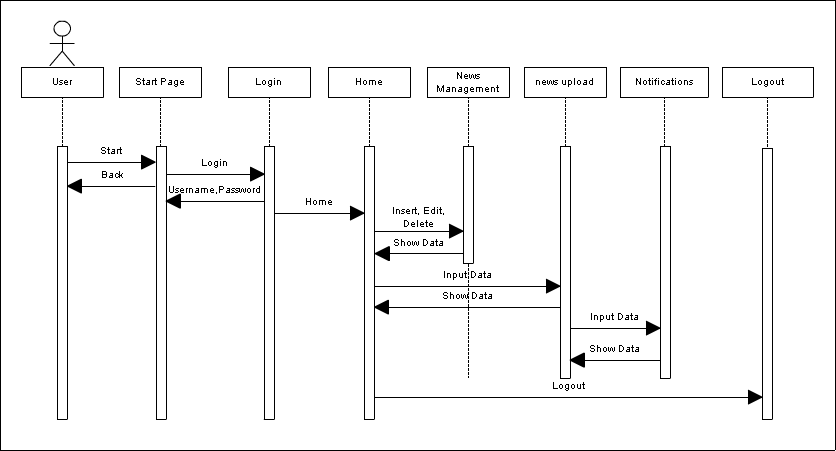 User
Start Page
Login
Home
News
Management
news upload
Notifications
Logout
Start
Login
Back
Username,Password
Home
Insert, Edit,
Delete
Show Data
Input Data
Show Data
Input Data
Show Data
Logout